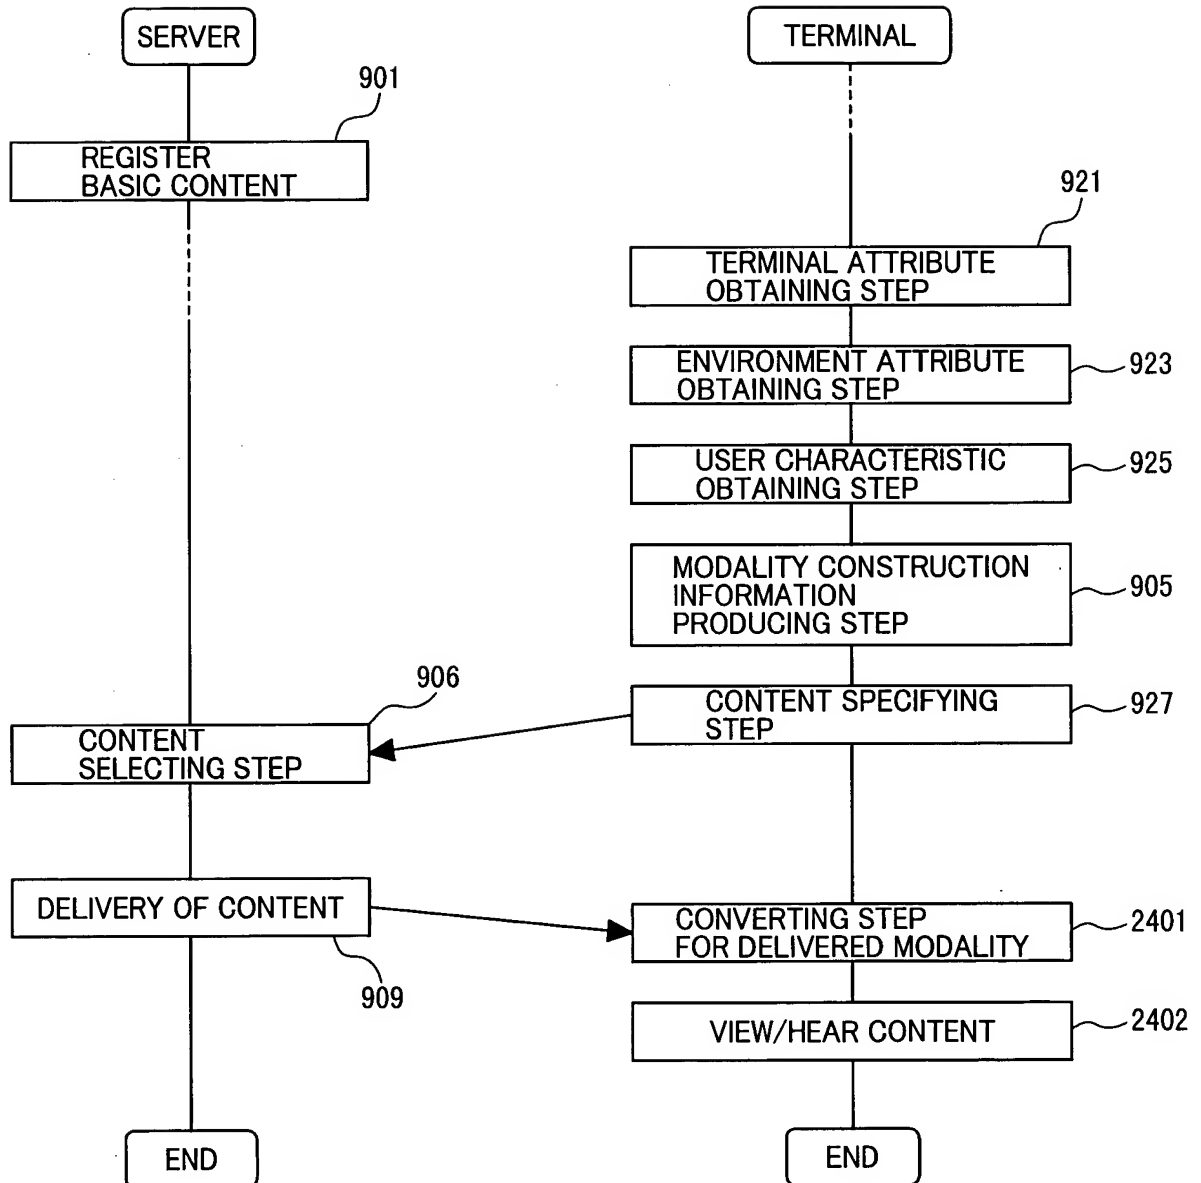 SERVER
TERMINAL
901
REGISTER
BASIC CONTENT
921
TERMINAL ATTRIBUTE
OBTAINING STEP
ENVIRONMENT ATTRIBUTE
OBTAINING STEP
923
USER CHARACTERISTIC
OBTAINING STEP
925
MODALITY CONSTRUCTION
INFORMATION
PRODUCING STEP
905
906
CONTENT
SELECTING STEP
CONTENT SPECIFYING
STEP
927
DELIVERY OF CONTENT
909
CONVERTING STEP
FOR DELIVERED MODALITY
2401
VIEW/HEAR CONTENT
2402
END
END